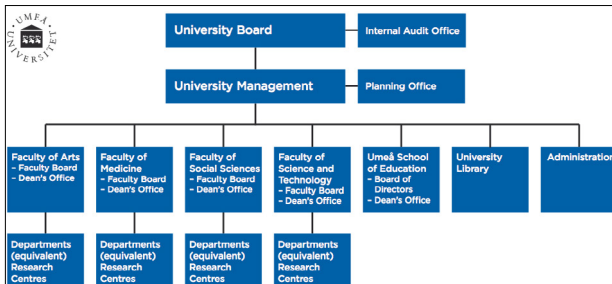 UMEÅ
UNIVERSITET
University Board
Internal Audit Office
University Management
Planning Office
Faculty of Arts
– Faculty Board
– Dean's Office
Faculty of
Medicine
– Faculty Board
– Dean's Office
Faculty of
Social Sciences
– Faculty Board
– Dean's Office
Faculty of
Science and
Technology
– Faculty Board
– Dean's Office
Umeå School
of Education
– Board of
Directors
– Dean's Office
University
Library
Administration
Departments
(equivalent)
Research
Centres
Departments
(equivalent)
Research
Centres
Departments
(equivalent)
Research
Centres
Departments
(equivalent)
Research
Centres